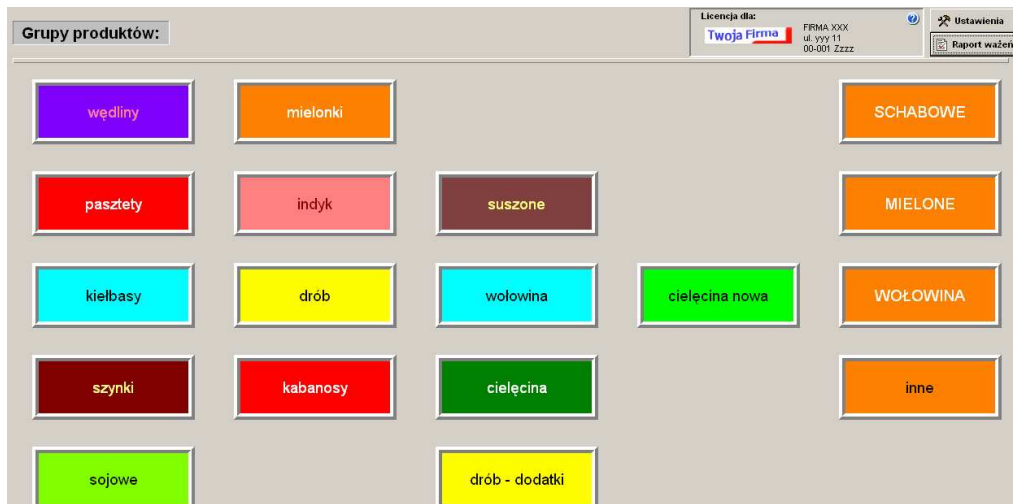 Grupy produktów:
Licencja dla:
Twoja Firma
FIRMA XXX
ul. yyy 11
00-001 Zzzz
?
Ustawienia
Raport ważeń
wędliny
mielonki
SCHABOWE
pasztety
indyk
suszone
MIELONE
kiełbasy
drób
wołowina
cielęcina nowa
WOŁOWINA
szynki
kabanosy
cielęcina
inne
sojowe
drób - dodatki